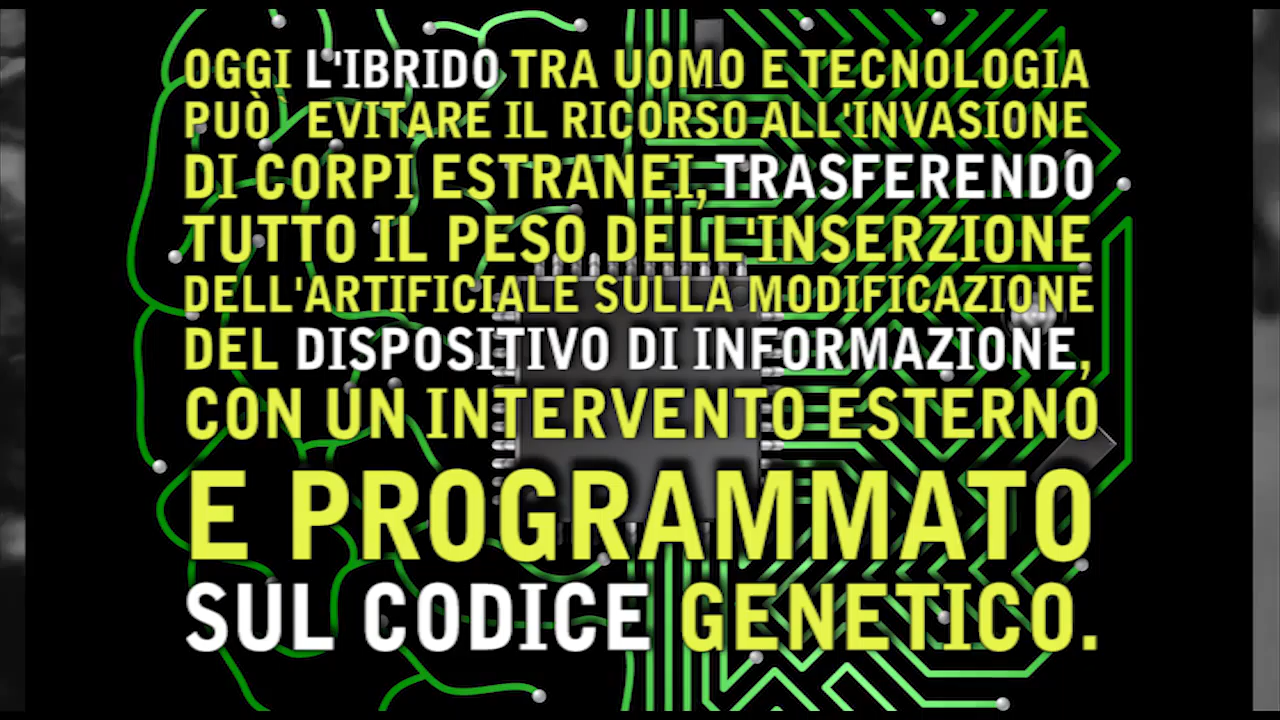 OGGI L'IBRIDO TRA UOMO E TECNOLOGIA
PUÒ` EVITARE IL RICORSO ALL'INVASIONE
DI CORPI ESTRANEI, TRASFERENDO
TUTTO IL PESO DELL'INSERZIONE
DELL'ARTIFICIALE SULLA MODIFICAZIONE
DEL DISPOSITIVO DI INFORMAZIONE,
CON UN INTERVENTO ESTERNO
E PROGRAMMATO
SUL CODICE GENETICO.